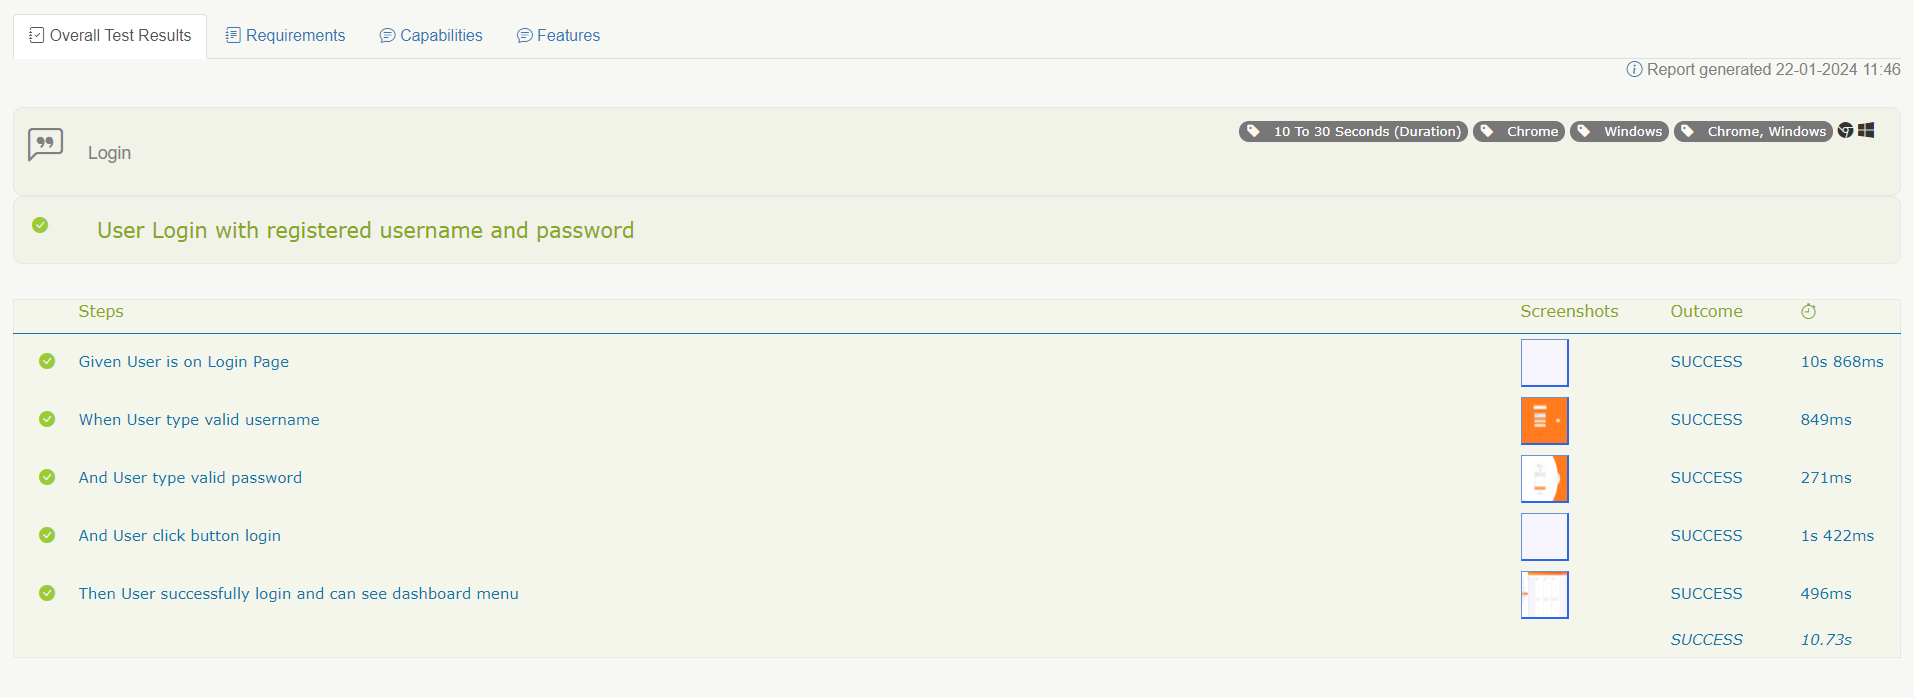 Overall Test Results Requirements Capabilities Features
Report generated 22-01-2024 11:46
10 To 30 Seconds (Duration) Chrome Windows Chrome, Windows
Login
User Login with registered username and password
Steps Screenshots Outcome
Given User is on Login Page SUCCESS 10s 868ms
When User type valid username SUCCESS 849ms
And User type valid password SUCCESS 271ms
And User click button login SUCCESS 1s 422ms
Then User successfully login and can see dashboard menu SUCCESS 496ms
SUCCESS 10.73s